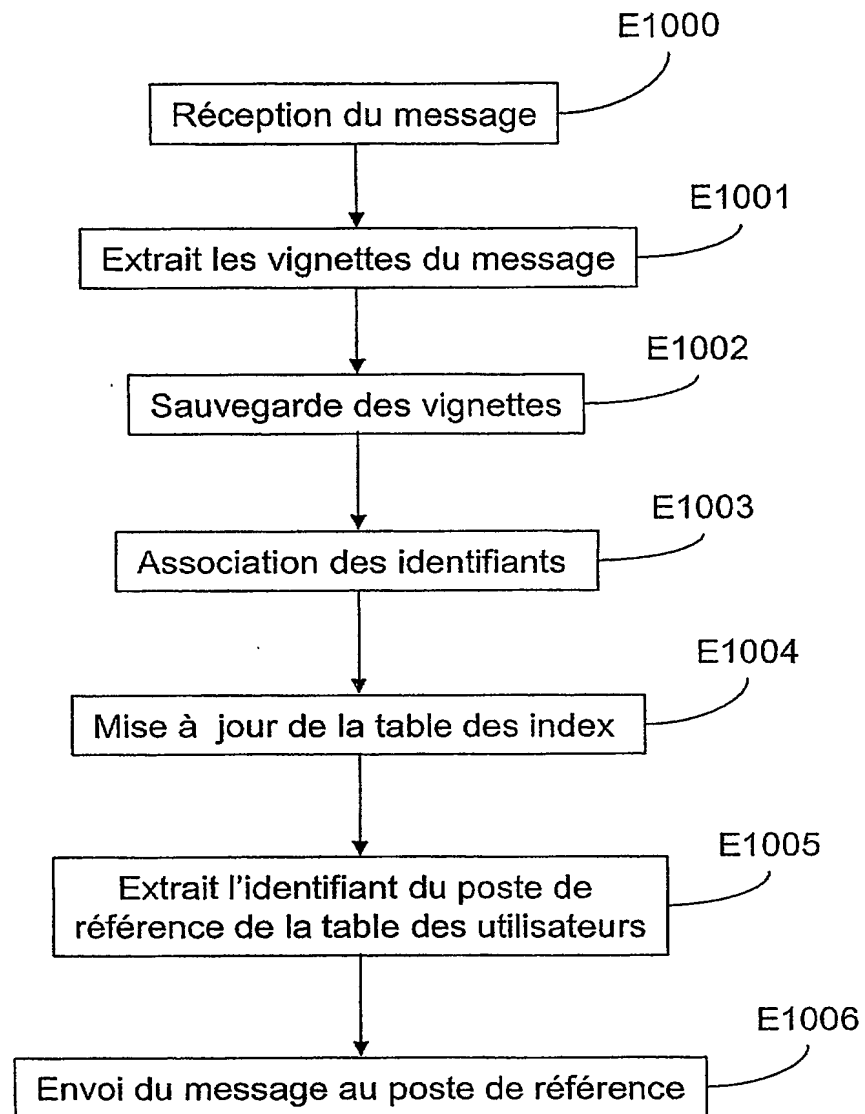 E1000
Réception du message
E1001
Extrait les vignettes du message
E1002
Sauvegarde des vignettes
E1003
Association des identifiants
E1004
Mise à jour de la table des index
E1005
Extrait l'identifiant du poste de
référence de la table des utilisateurs
E1006
Envoi du message au poste de référence